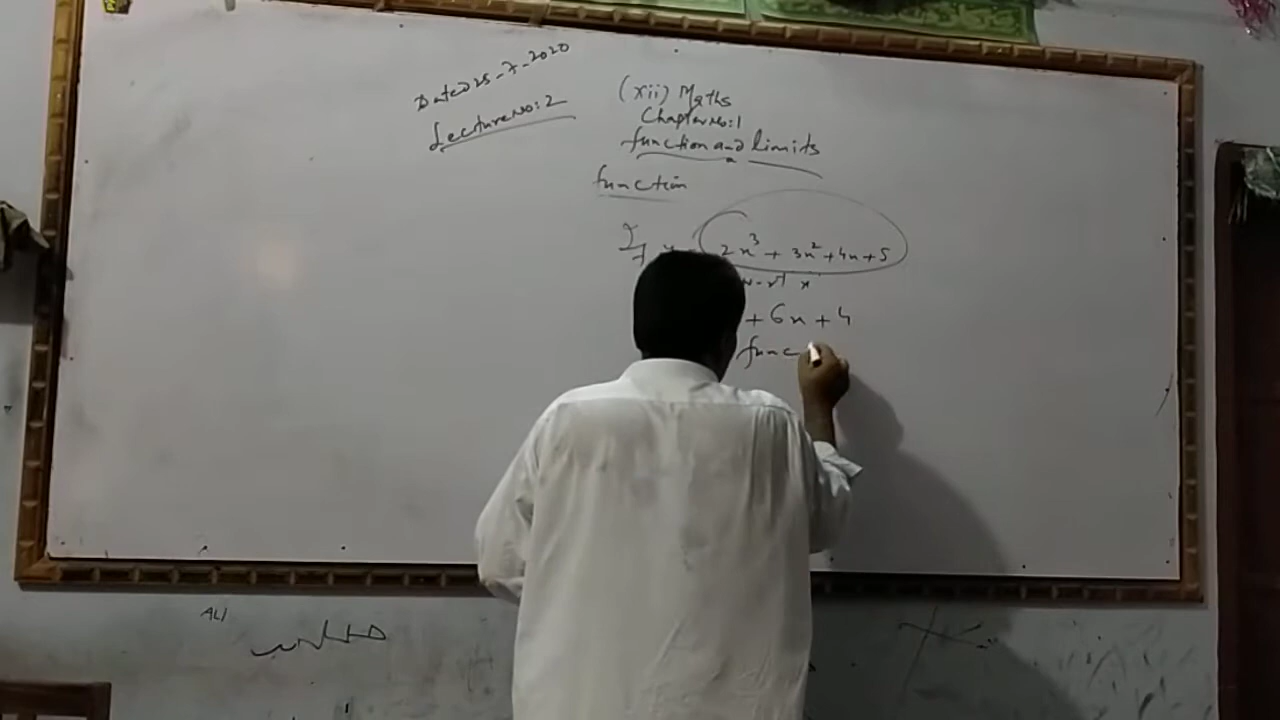 Dated 25-7-2020
Lecture No: 2
(xii) Maths
Chapter No: 1
function and limits
function
If y = 2x³ + 3x² + 4x + 5
w-r-t x
+ 6x + 4
func
ALI